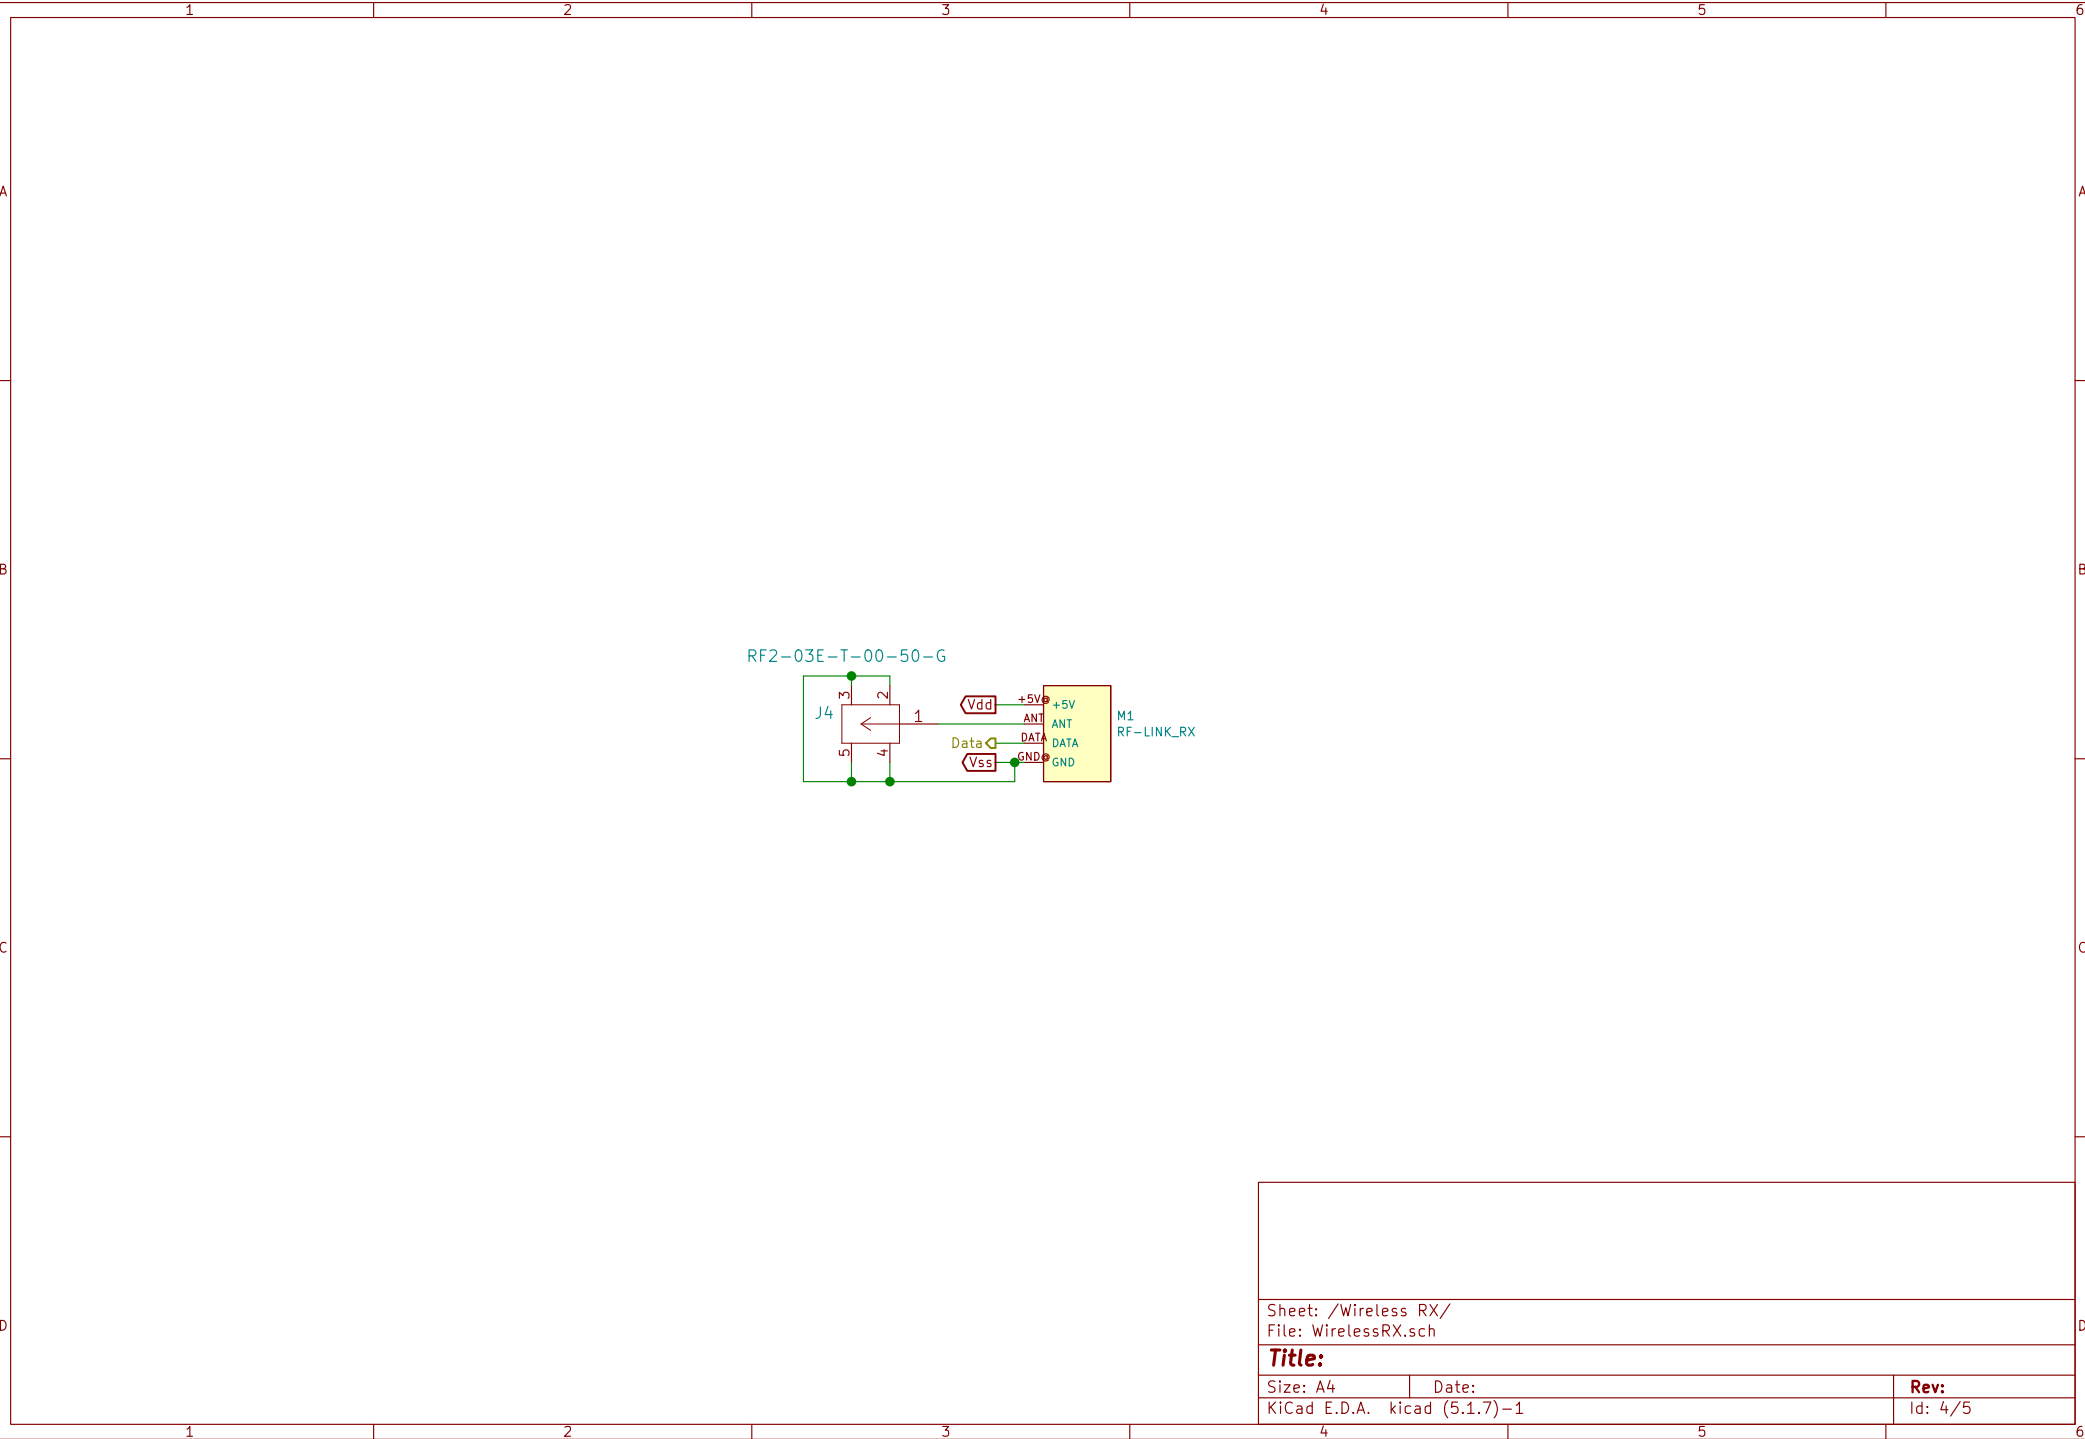 1 2 3 4 5 6
A A
B B
RF2-03E-T-00-50-G
3 2
J4 1
5 4
Vdd +5V@ +5V
ANT ANT
Data DATA DATA
Vss GND@ GND
M1
RF-LINK_RX
C C
D D
Sheet: /Wireless RX/
File: WirelessRX.sch
Title:
Size: A4 Date: Rev:
KiCad E.D.A. kicad (5.1.7)-1 Id: 4/5
1 2 3 4 5 6